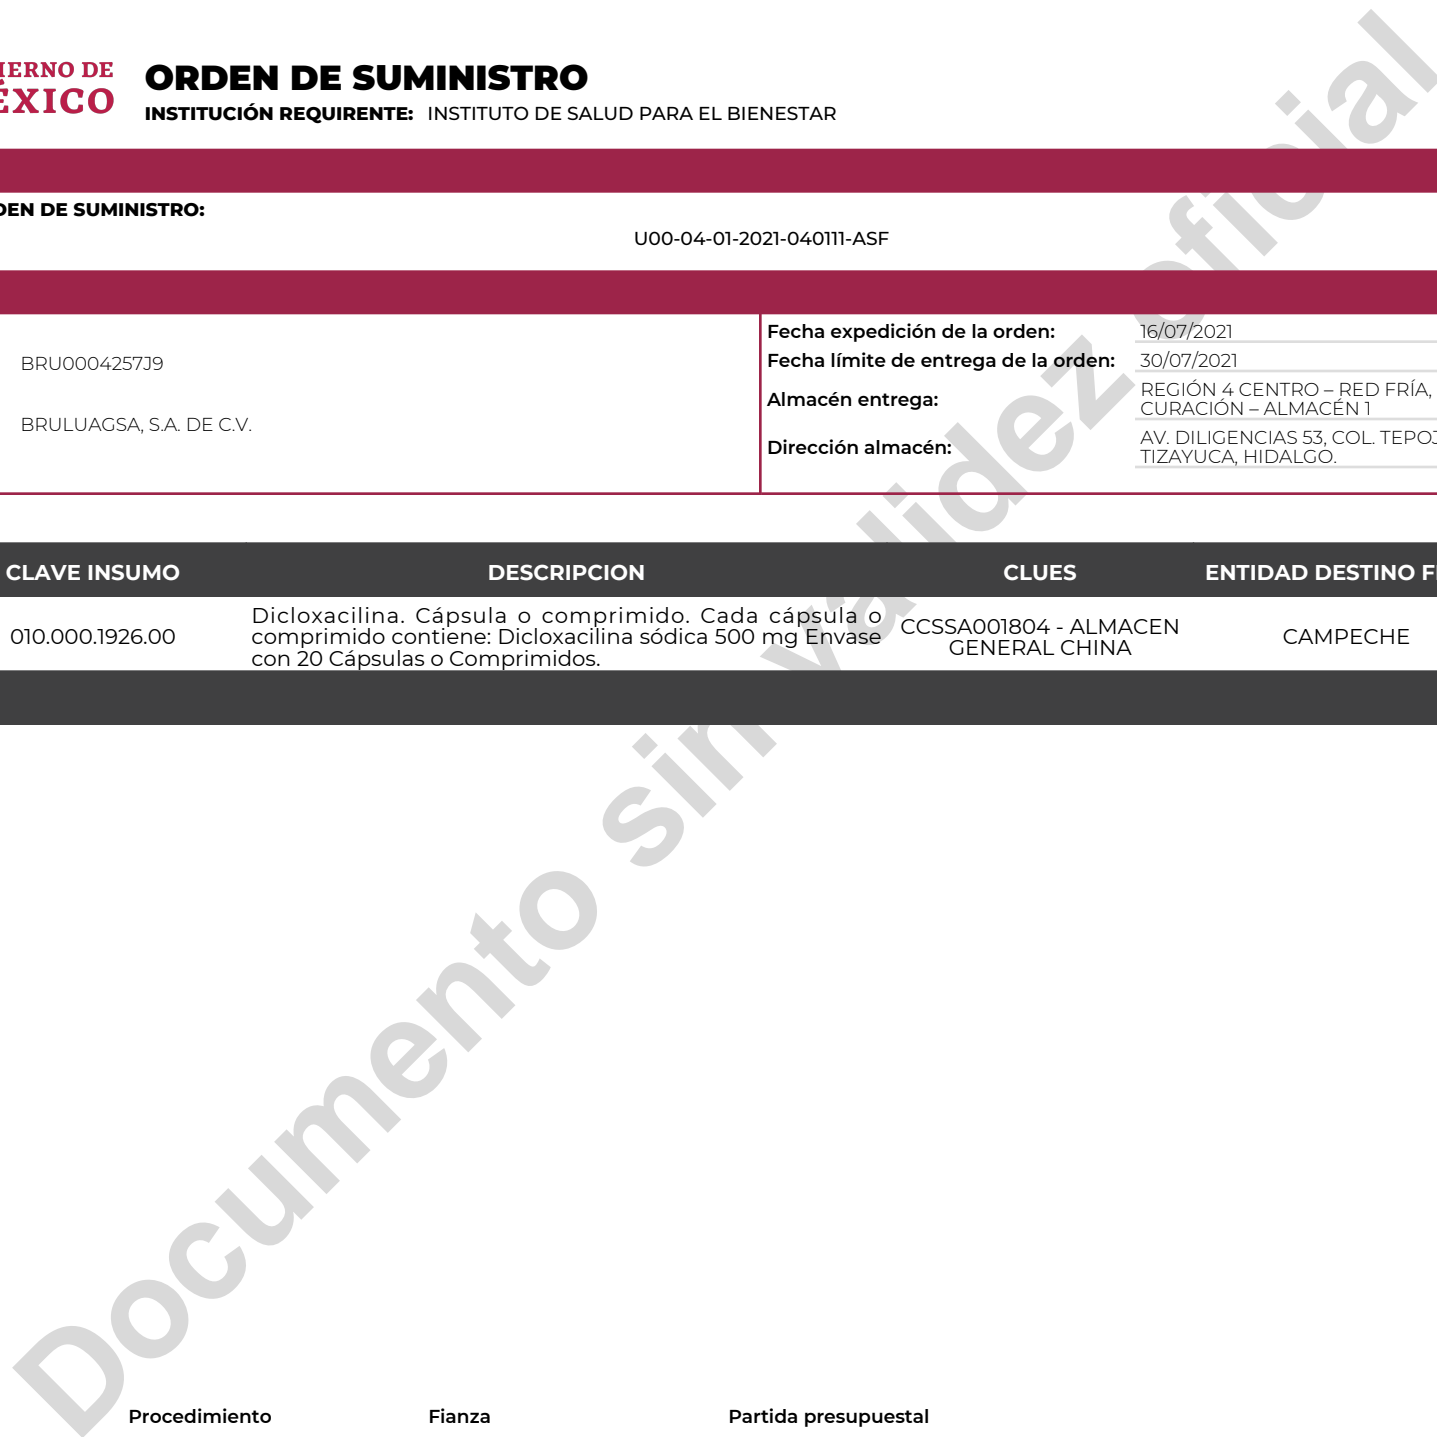 IERNO DE
ÉXICO
ORDEN DE SUMINISTRO
INSTITUCIÓN REQUIRENTE: INSTITUTO DE SALUD PARA EL BIENESTAR
DEN DE SUMINISTRO:
U00-04-01-2021-040111-ASF
BRU0004257J9
BRULUAGSA, S.A. DE C.V.
Fecha expedición de la orden: 16/07/2021
Fecha límite de entrega de la orden: 30/07/2021
Almacén entrega: REGIÓN 4 CENTRO – RED FRÍA,
CURACIÓN – ALMACÉN 1
Dirección almacén: AV. DILIGENCIAS 53, COL. TEPOJ
TIZAYUCA, HIDALGO.
CLAVE INSUMO DESCRIPCION CLUES ENTIDAD DESTINO F
010.000.1926.00
Dicloxacilina. Cápsula o comprimido. Cada cápsula o
comprimido contiene: Dicloxacilina sódica 500 mg Envase
con 20 Cápsulas o Comprimidos.
CCSSA001804 - ALMACEN
GENERAL CHINA
CAMPECHE
Documento sin validez oficial
Procedimiento Fianza Partida presupuestal